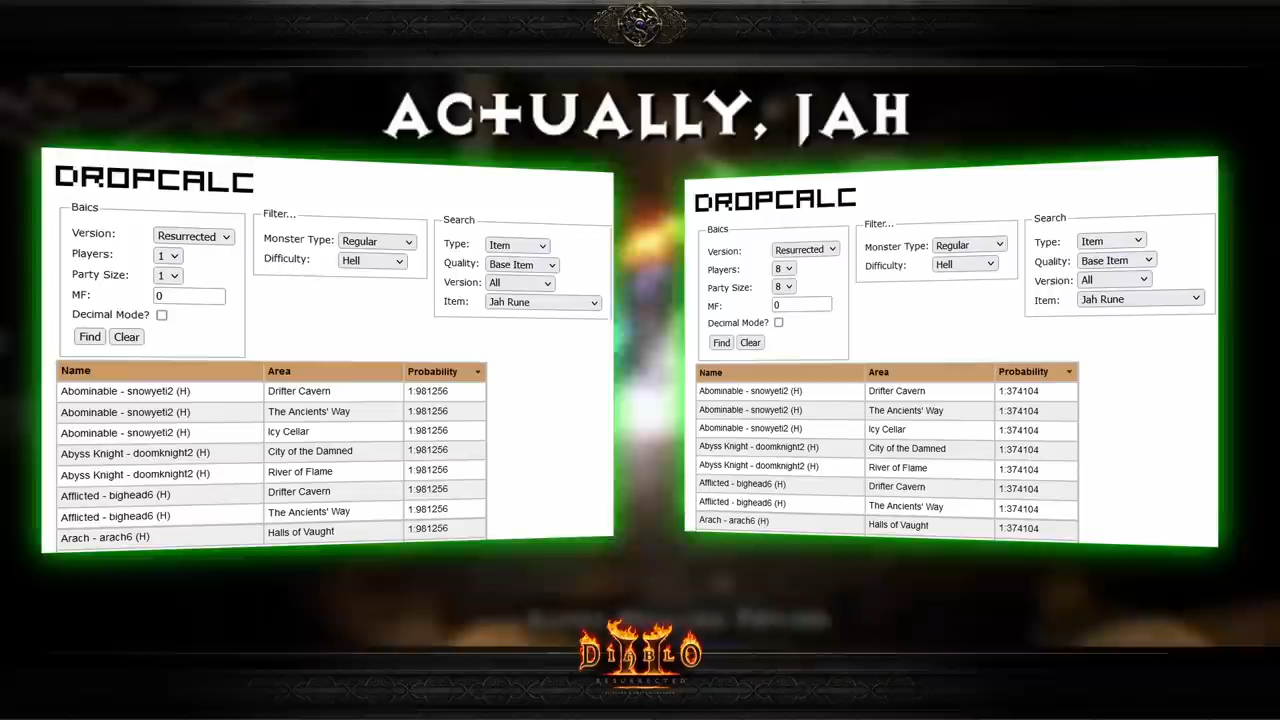 ACTUALLY, JAH
DROPCALC
Baics
Version: Resurrected
Players: 1
Party Size: 1
MF: 0
Decimal Mode?
Find Clear
Filter...
Monster Type: Regular
Difficulty: Hell
Search
Type: Item
Quality: Base Item
Version: All
Item: Jah Rune
Name Area Probability
Abominable - snowyeti2 (H) Drifter Cavern 1:981256
Abominable - snowyeti2 (H) The Ancients' Way 1:981256
Abominable - snowyeti2 (H) Icy Cellar 1:981256
Abyss Knight - doomknight2 (H) City of the Damned 1:981256
Abyss Knight - doomknight2 (H) River of Flame 1:981256
Afflicted - bighead6 (H) Drifter Cavern 1:981256
Afflicted - bighead6 (H) The Ancients' Way 1:981256
Arach - arach6 (H) Halls of Vaught 1:981256
DROPCALC
Baics
Version: Resurrected
Players: 8
Party Size: 8
MF: 0
Decimal Mode?
Find Clear
Filter...
Monster Type: Regular
Difficulty: Hell
Search
Type: Item
Quality: Base Item
Version: All
Item: Jah Rune
Name Area Probability
Abominable - snowyeti2 (H) Drifter Cavern 1:374104
Abominable - snowyeti2 (H) The Ancients' Way 1:374104
Abominable - snowyeti2 (H) Icy Cellar 1:374104
Abyss Knight - doomknight2 (H) City of the Damned 1:374104
Abyss Knight - doomknight2 (H) River of Flame 1:374104
Afflicted - bighead6 (H) Drifter Cavern 1:374104
Afflicted - bighead6 (H) The Ancients' Way 1:374104
Arach - arach6 (H) Halls of Vaught 1:374104
DIABLO II
RESURRECTED